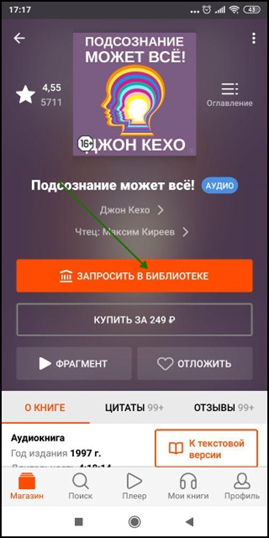 17:17
43
ПОДСОЗНАНИЕ
МОЖЕТ ВСЁ!
16+
ДЖОН КЕХО
4,55
5711
Оглавление
Подсознание может всё! АУДИО
Джон Кехо
Чтец: Максим Киреев
ЗАПРОСИТЬ В БИБЛИОТЕКЕ
КУПИТЬ ЗА 249 ₽
ФРАГМЕНТ
ОТЛОЖИТЬ
О КНИГЕ
ЦИТАТЫ 99+
ОТЗЫВЫ 99+
Аудиокнига
Год издания 1997 г.
К текстовой
версии
Магазин
Поиск
Плеер
Мои книги
Профиль